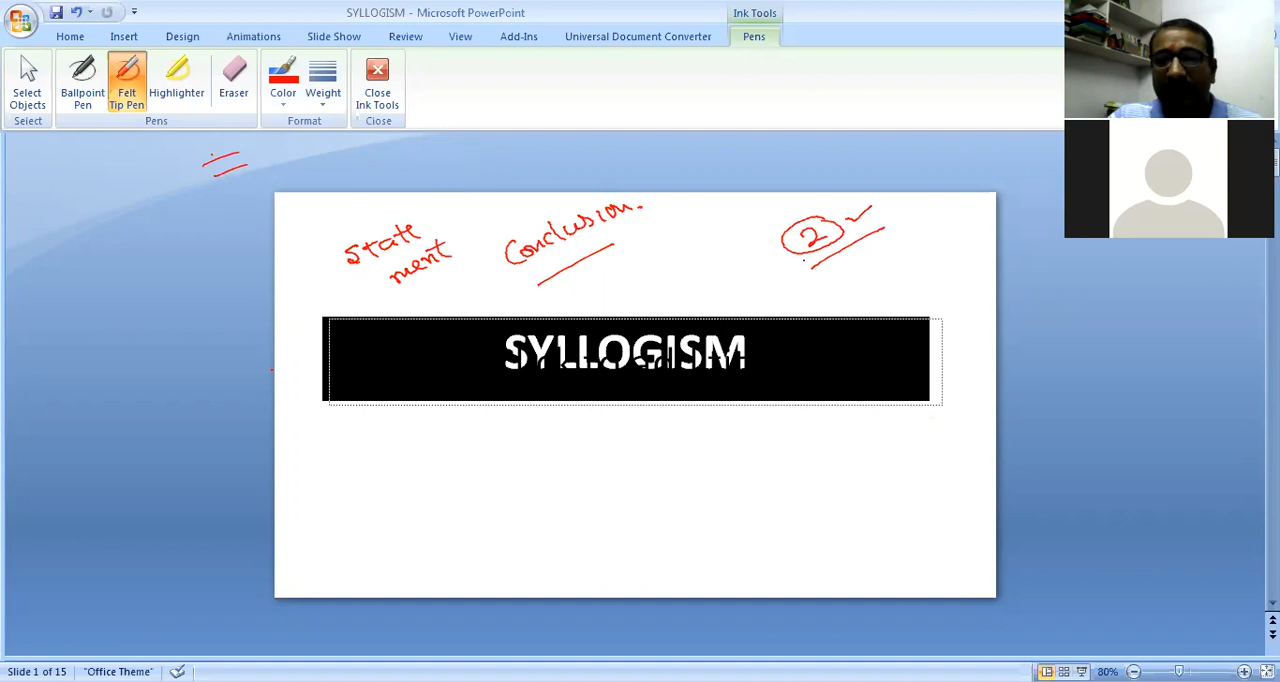 SYLLOGISM - Microsoft PowerPoint
Ink Tools
Home
Insert
Design
Animations
Slide Show
Review
View
Add-Ins
Universal Document Converter
Pens
Select
Objects
Ballpoint
Pen
Felt
Tip Pen
Highlighter
Eraser
Color
Weight
Close
Ink Tools
Select
Pens
Format
Close
State
ment
Conclusion.
2
SYLLOGISM
Slide 1 of 15
"Office Theme"
80%